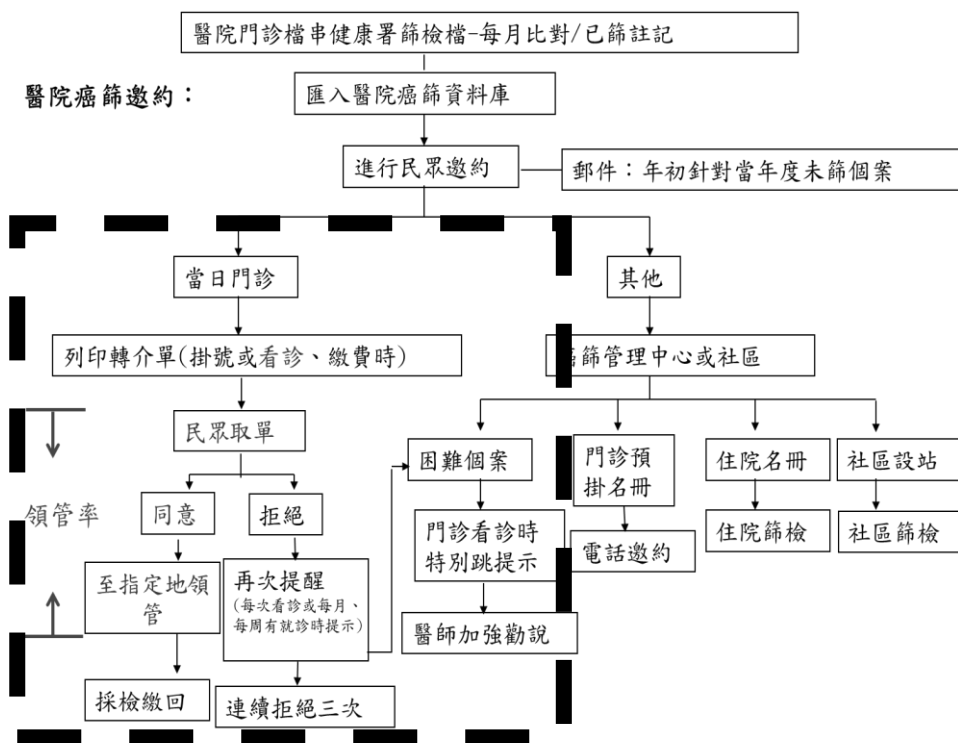 醫院門診檔串健康署篩檢檔-每月比對/已篩註記
醫院癌篩邀約：
匯入醫院癌篩資料庫
進行民眾邀約
郵件：年初針對當年度未篩個案
當日門診
其他
列印轉介單(掛號或看診、繳費時)
篩管理中心或社區
民眾取單
困難個案
門診預
掛名冊
住院名冊
社區設站
領管率
同意
拒絕
門診看診時
特別跳提示
電話邀約
住院篩檢
社區篩檢
至指定地領
管
再次提醒
(每次看診或每月、
每周有就診時提示)
醫師加強勸說
採檢繳回
連續拒絕三次